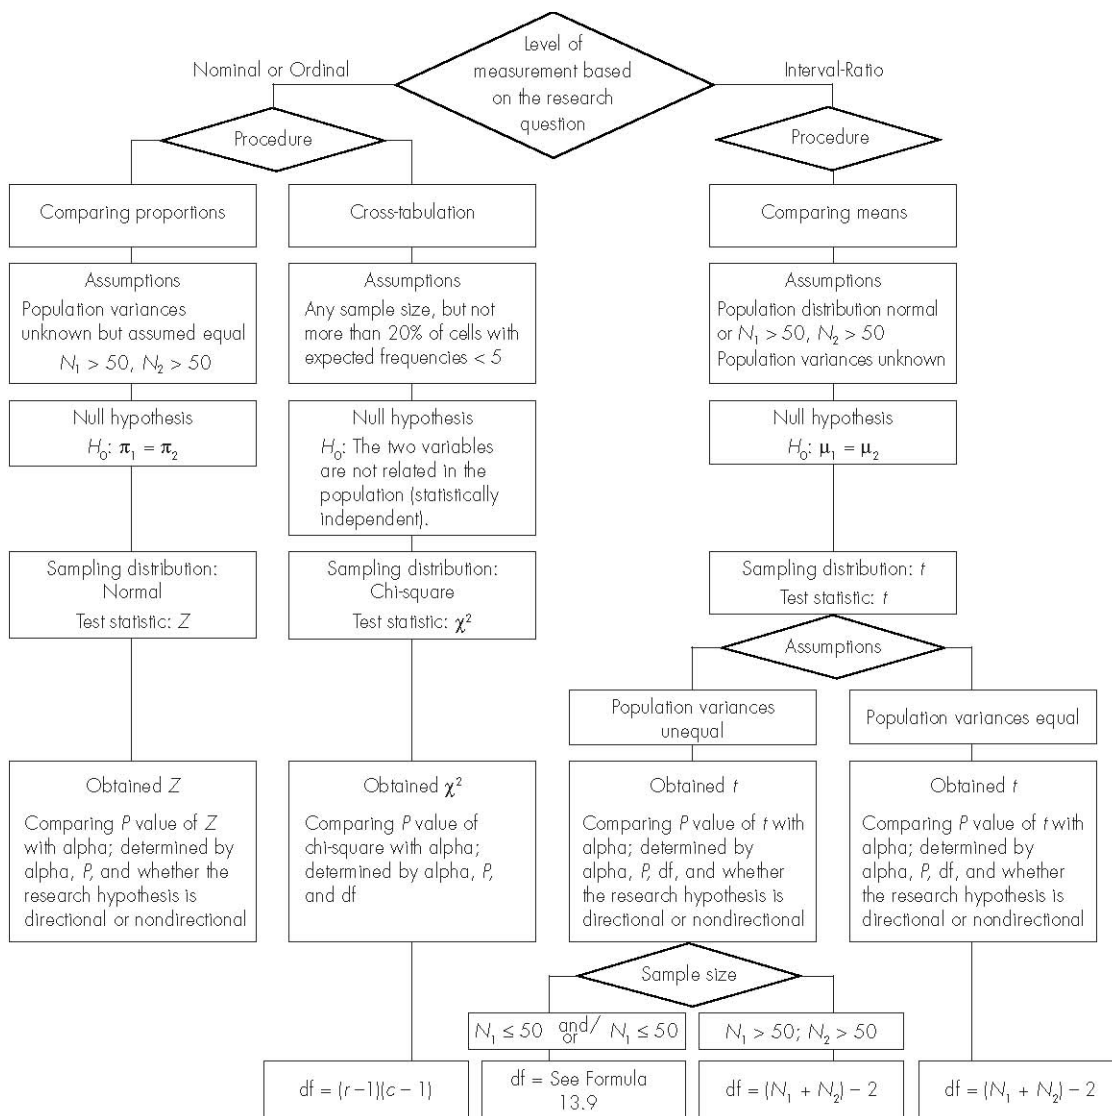 Level of
measurement based
on the research
question
Nominal or Ordinal
Interval-Ratio
Procedure
Procedure
Comparing proportions
Cross-tabulation
Comparing means
Assumptions
Population variances
unknown but assumed equal
N₁ > 50, N₂ > 50
Assumptions
Any sample size, but not
more than 20% of cells with
expected frequencies < 5
Assumptions
Population distribution normal
or N₁ > 50, N₂ > 50
Population variances unknown
Null hypothesis
H₀: π₁ = π₂
Null hypothesis
H₀: The two variables
are not related in the
population (statistically
independent).
Null hypothesis
H₀: μ₁ = μ₂
Sampling distribution:
Normal
Test statistic: Z
Sampling distribution:
Chi-square
Test statistic: χ²
Sampling distribution: t
Test statistic: t
Assumptions
Population variances
unequal
Population variances equal
Obtained Z
Comparing P value of Z
with alpha; determined by
alpha, P, and whether the
research hypothesis is
directional or nondirectional
Obtained χ²
Comparing P value of
chi-square with alpha;
determined by alpha, P,
and df
Obtained t
Comparing P value of t with
alpha; determined by
alpha, P, df, and whether
the research hypothesis is
directional or nondirectional
Obtained t
Comparing P value of t with
alpha; determined by
alpha, P, df, and whether
the research hypothesis is
directional or nondirectional
Sample size
N₁ ≤ 50 and/or N₁ ≤ 50
N₁ > 50; N₂ > 50
df = (r – 1)(c – 1)
df = See Formula
13.9
df = (N₁ + N₂) – 2
df = (N₁ + N₂) – 2